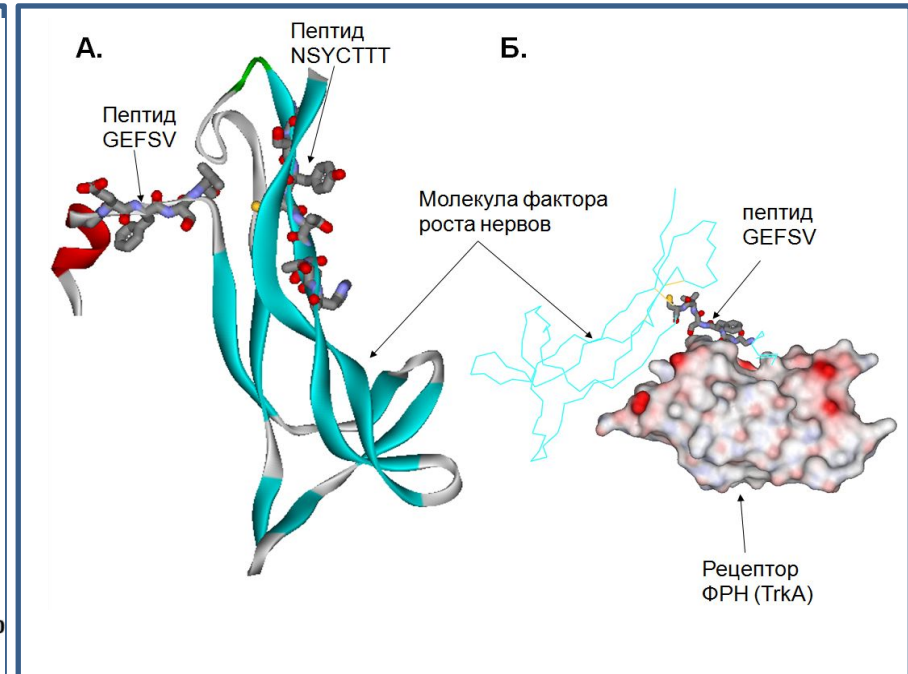 А.
Пептид
NSYCTTT
Б.
Пептид
GEFSV
Молекула фактора
роста нервов
пептид
GEFSV
Рецептор
ФРН (TrkA)